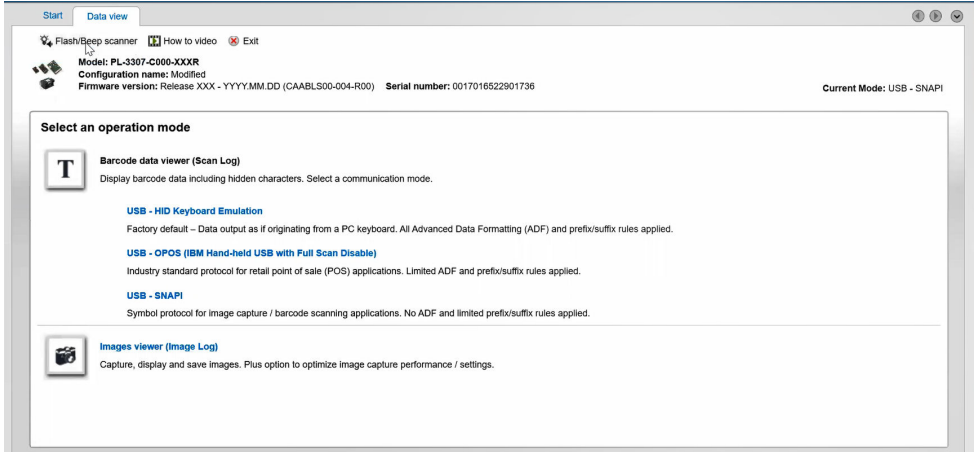 Start Data view
Flash/Beep scanner How to video Exit
Model: PL-3307-C000-XXXR
Configuration name: Modified
Firmware version: Release XXX - YYYY.MM.DD (CAABLS00-004-R00) Serial number: 0017016522901736
Current Mode: USB - SNAPI
Select an operation mode
T
Barcode data viewer (Scan Log)
Display barcode data including hidden characters. Select a communication mode.
USB - HID Keyboard Emulation
Factory default – Data output as if originating from a PC keyboard. All Advanced Data Formatting (ADF) and prefix/suffix rules applied.
USB - OPOS (IBM Hand-held USB with Full Scan Disable)
Industry standard protocol for retail point of sale (POS) applications. Limited ADF and prefix/suffix rules applied.
USB - SNAPI
Symbol protocol for image capture / barcode scanning applications. No ADF and limited prefix/suffix rules applied.
Images viewer (Image Log)
Capture, display and save images. Plus option to optimize image capture performance / settings.